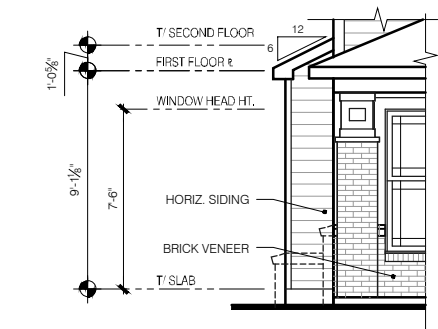 T/ SECOND FLOOR
12
6
FIRST FLOOR ℄
1'-0⅝"
WINDOW HEAD HT.
9'-1⅛"
7'-6"
HORIZ. SIDING
BRICK VENEER
T/ SLAB